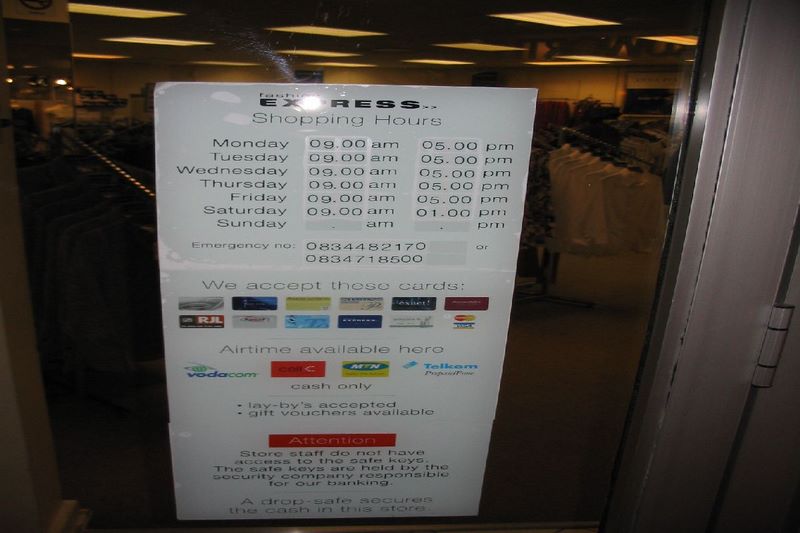 fashion
EXPRESS>>
Shopping Hours
Monday 09.00 am 05.00 pm
Tuesday 09.00 am 05.00 pm
Wednesday 09.00 am 05.00 pm
Thursday 09.00 am 05.00 pm
Friday 09.00 am 05.00 pm
Saturday 09.00 am 01.00 pm
Sunday . am . pm
Emergency no: 0834482170 or
0834718500
We accept these cards:
RJL EXPRESS MasterCard
VISA
Airtime available here
vodacom cell C MTN Telkom
PrepaidFone
cash only
• lay-by's accepted
• gift vouchers available
Attention
Store staff do not have
access to the safe keys.
The safe keys are held by the
security company responsible
for our banking.
A drop-safe secures
the cash in this store.